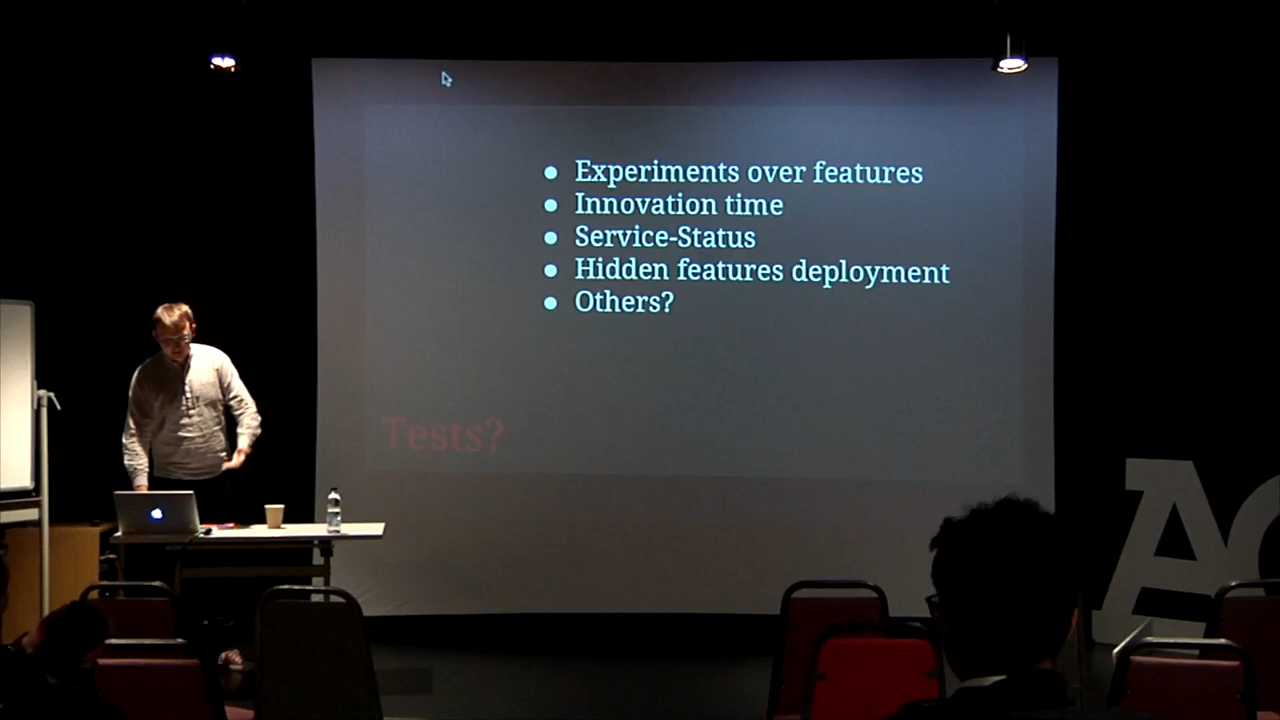 ● Experiments over features
● Innovation time
● Service-Status
● Hidden features deployment
● Others?
Tests?
A